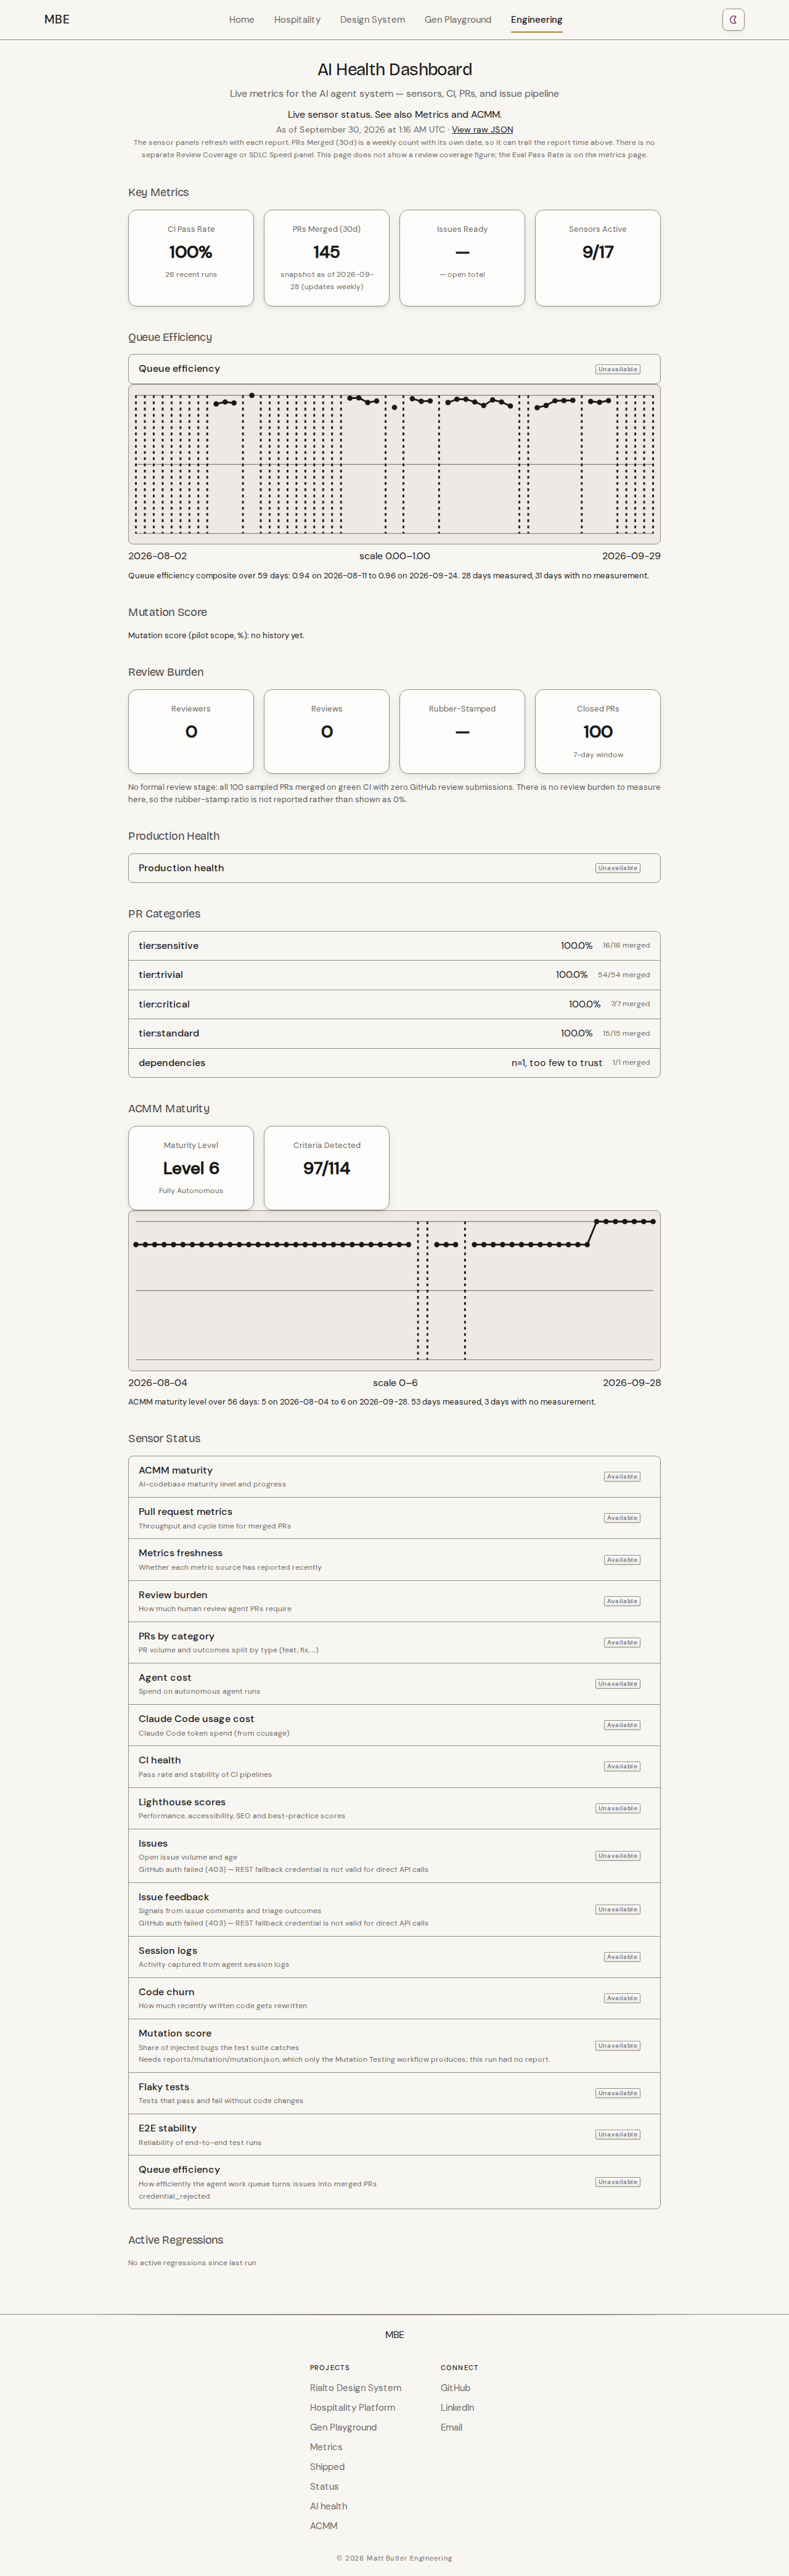 MBE
Home
Hospitality
Design System
Gen Playground
Engineering
AI Health Dashboard
Live metrics for the AI agent system — sensors, CI, PRs, and issue pipeline
Live sensor status. See also Metrics and ACMM.
As of September 30, 2026 at 1:16 AM UTC · View raw JSON
The sensor panels refresh with each report. PRs Merged (30d) is a weekly count with its own date, so it can trail the report time above. There is no
separate Review Coverage or SDLC Speed panel. This page does not show a review coverage figure; the Eval Pass Rate is on the metrics page.
Key Metrics
CI Pass Rate
100%
26 recent runs
PRs Merged (30d)
145
snapshot as of 2026-09-
28 (updates weekly)
Issues Ready
—
— open total
Sensors Active
9/17
Queue Efficiency
Queue efficiency
Unavailable
2026-08-02
scale 0.00–1.00
2026-09-29
Queue efficiency composite over 59 days: 0.94 on 2026-08-11 to 0.96 on 2026-09-24. 28 days measured, 31 days with no measurement.
Mutation Score
Mutation score (pilot scope, %): no history yet.
Review Burden
Reviewers
0
Reviews
0
Rubber-Stamped
—
Closed PRs
100
7-day window
No formal review stage: all 100 sampled PRs merged on green CI with zero GitHub review submissions. There is no review burden to measure
here, so the rubber-stamp ratio is not reported rather than shown as 0%.
Production Health
Production health
Unavailable
PR Categories
tier:sensitive
100.0%
16/16 merged
tier:trivial
100.0%
54/54 merged
tier:critical
100.0%
7/7 merged
tier:standard
100.0%
15/15 merged
dependencies
n=1, too few to trust
1/1 merged
ACMM Maturity
Maturity Level
Level 6
Fully Autonomous
Criteria Detected
97/114
2026-08-04
scale 0–6
2026-09-28
ACMM maturity level over 56 days: 5 on 2026-08-04 to 6 on 2026-09-28. 53 days measured, 3 days with no measurement.
Sensor Status
ACMM maturity
AI-codebase maturity level and progress
Available
Pull request metrics
Throughput and cycle time for merged PRs
Available
Metrics freshness
Whether each metric source has reported recently
Available
Review burden
How much human review agent PRs require
Available
PRs by category
PR volume and outcomes split by type (feat, fix, …)
Available
Agent cost
Spend on autonomous agent runs
Unavailable
Claude Code usage cost
Claude Code token spend (from ccusage)
Available
CI health
Pass rate and stability of CI pipelines
Available
Lighthouse scores
Performance, accessibility, SEO and best-practice scores
Unavailable
Issues
Open issue volume and age
GitHub auth failed (403) — REST fallback credential is not valid for direct API calls
Unavailable
Issue feedback
Signals from issue comments and triage outcomes
GitHub auth failed (403) — REST fallback credential is not valid for direct API calls
Unavailable
Session logs
Activity captured from agent session logs
Available
Code churn
How much recently written code gets rewritten
Available
Mutation score
Share of injected bugs the test suite catches
Needs reports/mutation/mutation.json, which only the Mutation Testing workflow produces; this run had no report.
Unavailable
Flaky tests
Tests that pass and fail without code changes
Unavailable
E2E stability
Reliability of end-to-end test runs
Unavailable
Queue efficiency
How efficiently the agent work queue turns issues into merged PRs
credential_rejected
Unavailable
Active Regressions
No active regressions since last run
MBE
PROJECTS
Rialto Design System
Hospitality Platform
Gen Playground
Metrics
Shipped
Status
AI health
ACMM
CONNECT
GitHub
LinkedIn
Email
© 2026 Matt Butler Engineering